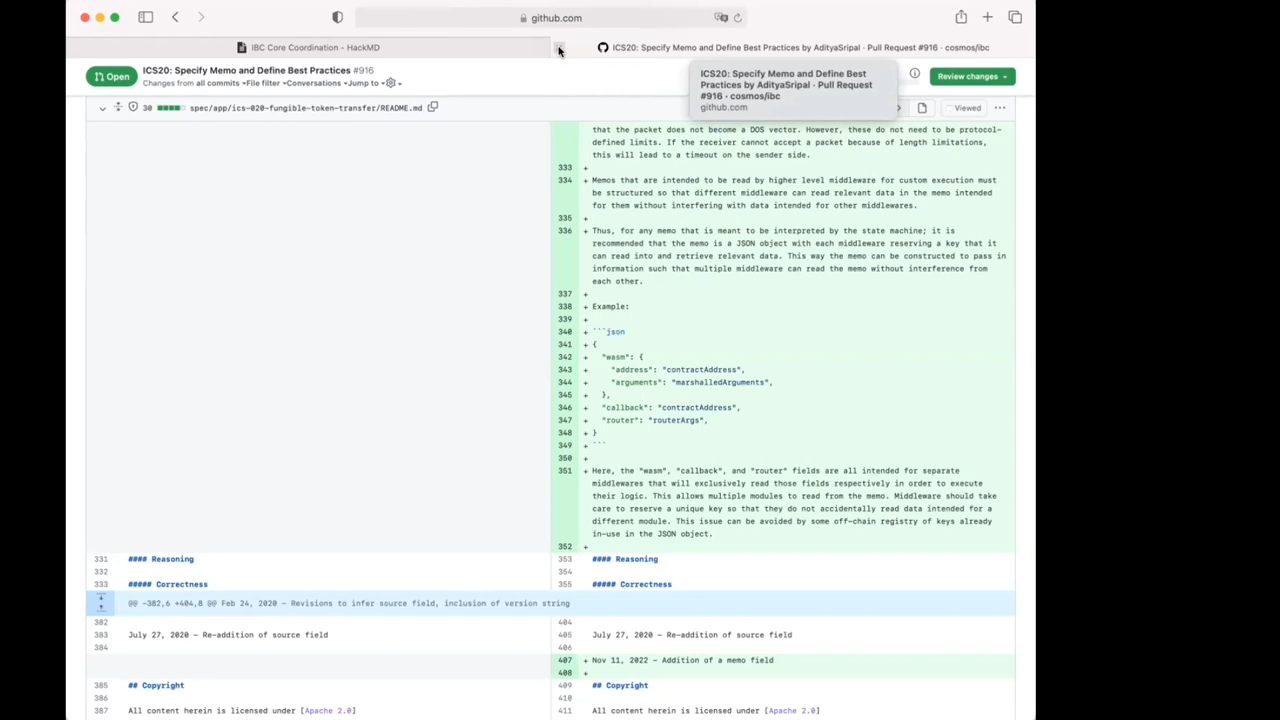 github.com
IBC Core Coordination - HackMD
ICS20: Specify Memo and Define Best Practices by AdityaSripal · Pull Request #916 · cosmos/ibc
Open
ICS20: Specify Memo and Define Best Practices #916
Changes from all commits File filter Conversations Jump to
ICS20: Specify Memo and Define Best
Practices by AdityaSripal · Pull Request
#916 · cosmos/ibc
github.com
Review changes
30 spec/app/ics-020-fungible-token-transfer/README.md
Viewed
that the packet does not become a DOS vector. However, these do not need to be protocol-
defined limits. If the receiver cannot accept a packet because of length limitations,
this will lead to a timeout on the sender side.
333 +
334 + Memos that are intended to be read by higher level middleware for custom execution must
be structured so that different middleware can read relevant data in the memo intended
for them without interfering with data intended for other middlewares.
335 +
336 + Thus, for any memo that is meant to be interpreted by the state machine; it is
recommended that the memo is a JSON object with each middleware reserving a key that it
can read into and retrieve relevant data. This way the memo can be constructed to pass in
information such that multiple middleware can read the memo without interference from
each other.
337 +
338 + Example:
339 +
340 + ```json
341 + {
342 + "wasm": {
343 + "address": "contractAddress",
344 + "arguments": "marshalledArguments",
345 + },
346 + "callback": "contractAddress",
347 + "router": "routerArgs",
348 + }
349 + ```
350 +
351 + Here, the "wasm", "callback", and "router" fields are all intended for separate
middlewares that will exclusively read those fields respectively in order to execute
their logic. This allows multiple modules to read from the memo. Middleware should take
care to reserve a unique key so that they do not accidentally read data intended for a
different module. This issue can be avoided by some off-chain registry of keys already
in-use in the JSON object.
352 +
331 #### Reasoning 353 #### Reasoning
332 354
333 ##### Correctness 355 ##### Correctness
@@ -382,6 +404,8 @@ Feb 24, 2020 - Revisions to infer source field, inclusion of version string
382 404
383 July 27, 2020 - Re-addition of source field 405 July 27, 2020 - Re-addition of source field
384 406
407 + Nov 11, 2022 - Addition of a memo field
408 +
385 ## Copyright 409 ## Copyright
386 410
387 All content herein is licensed under [Apache 2.0] 411 All content herein is licensed under [Apache 2.0]